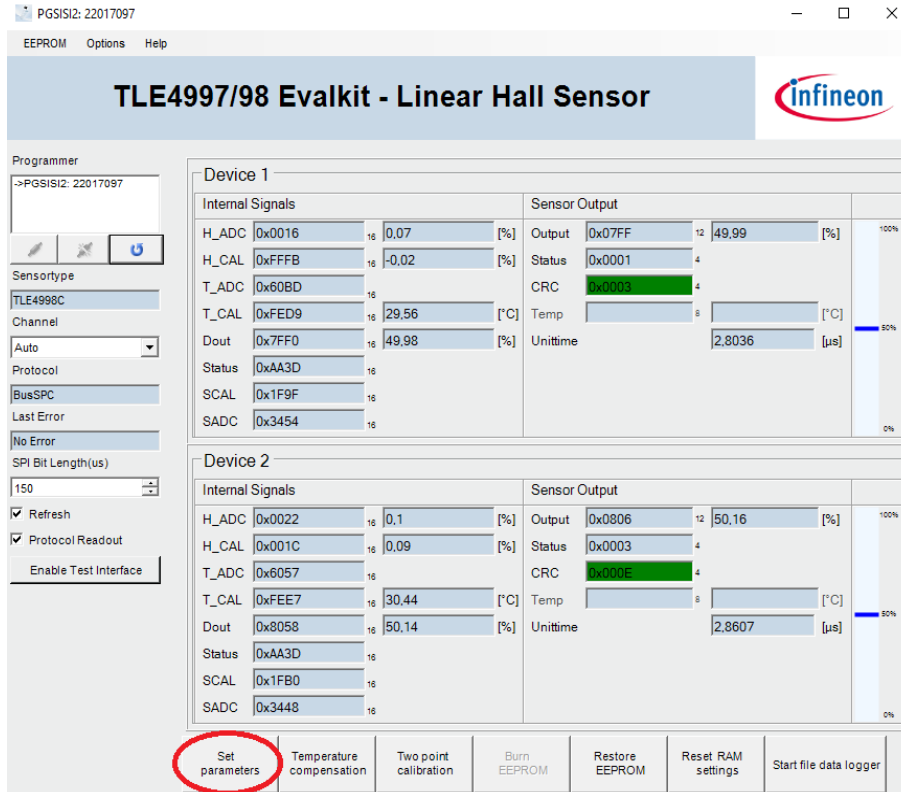 PGSISI2: 22017097
EEPROM Options Help
TLE4997/98 Evalkit - Linear Hall Sensor
infineon
Programmer
->PGSISI2: 22017097
Sensortype
TLE4998C
Channel
Auto
Protocol
BusSPC
Last Error
No Error
SPI Bit Length(us)
150
Refresh
Protocol Readout
Enable Test Interface
Device 1
Internal Signals
H_ADC 0x0016 16 0,07 [%]
H_CAL 0xFFFB 16 -0,02 [%]
T_ADC 0x60BD 16
T_CAL 0xFED9 16 29,56 [°C]
Dout 0x7FF0 16 49,98 [%]
Status 0xAA3D 16
SCAL 0x1F9F 16
SADC 0x3454 16
Sensor Output
Output 0x07FF 12 49,99 [%]
Status 0x0001 4
CRC 0x0003 4
Temp 8 [°C]
Unittime 2,8036 [µs]
100%
50%
0%
Device 2
Internal Signals
H_ADC 0x0022 16 0,1 [%]
H_CAL 0x001C 16 0,09 [%]
T_ADC 0x6057 16
T_CAL 0xFEE7 16 30,44 [°C]
Dout 0x8058 16 50,14 [%]
Status 0xAA3D 16
SCAL 0x1FB0 16
SADC 0x3448 16
Sensor Output
Output 0x0806 12 50,16 [%]
Status 0x0003 4
CRC 0x000E 4
Temp 8 [°C]
Unittime 2,8607 [µs]
100%
50%
0%
Set
parameters
Temperature
compensation
Two point
calibration
Burn
EEPROM
Restore
EEPROM
Reset RAM
settings
Start file data logger